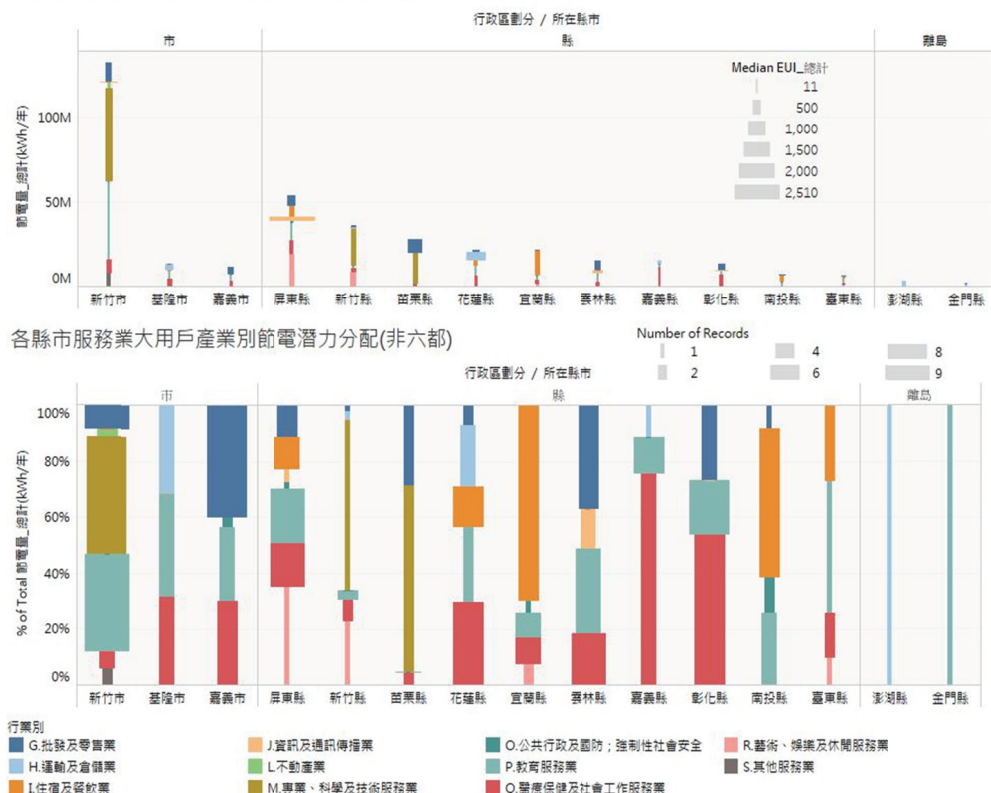 行政區劃分 / 所在縣市
市
縣
離島
節電量_總計(kWh/年)
100M
50M
0M
Median EUI_總計
11
500
1,000
1,500
2,000
2,510
新竹市
基隆市
嘉義市
屏東縣
新竹縣
苗栗縣
花蓮縣
宜蘭縣
雲林縣
嘉義縣
彰化縣
南投縣
臺東縣
澎湖縣
金門縣
各縣市服務業大用戶產業別節電潛力分配(非六都)
Number of Records
1
4
8
2
6
9
行政區劃分 / 所在縣市
市
縣
離島
% of Total 節電量_總計(kWh/年)
100%
80%
60%
40%
20%
0%
新竹市
基隆市
嘉義市
屏東縣
新竹縣
苗栗縣
花蓮縣
宜蘭縣
雲林縣
嘉義縣
彰化縣
南投縣
臺東縣
澎湖縣
金門縣
行業別
G.批發及零售業
J.資訊及通訊傳播業
O.公共行政及國防；強制性社會安全
R.藝術、娛樂及休閒服務業
H.運輸及倉儲業
L.不動產業
P.教育服務業
S.其他服務業
I.住宿及餐飲業
M.專業、科學及技術服務業
Q.醫療保健及社會工作服務業